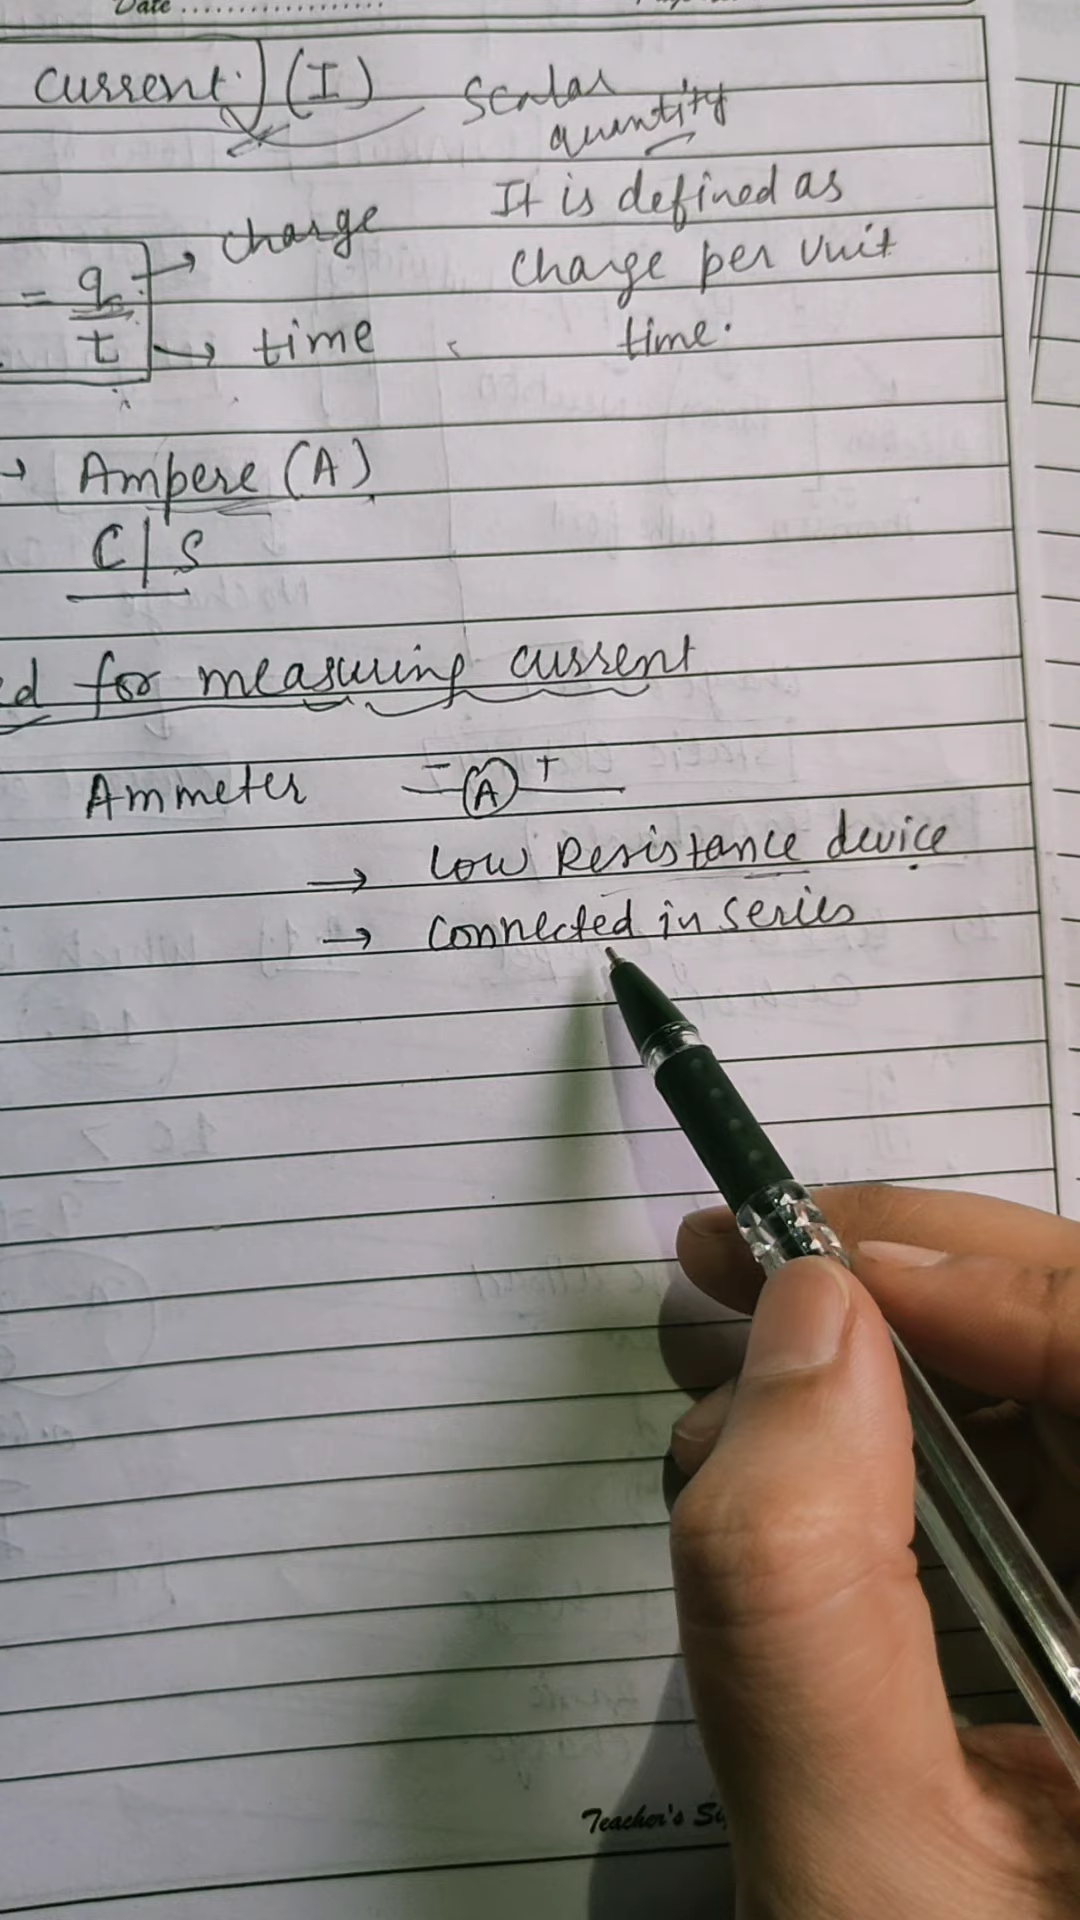 Date
Current (I)
Scalar
quantity
It is defined as
charge per unit
time.
= q → charge
t → time
→ Ampere (A)
C/s
ed for measuring current
Ammeter - A +
→ Low Resistance device
→ connected in series
Teacher's